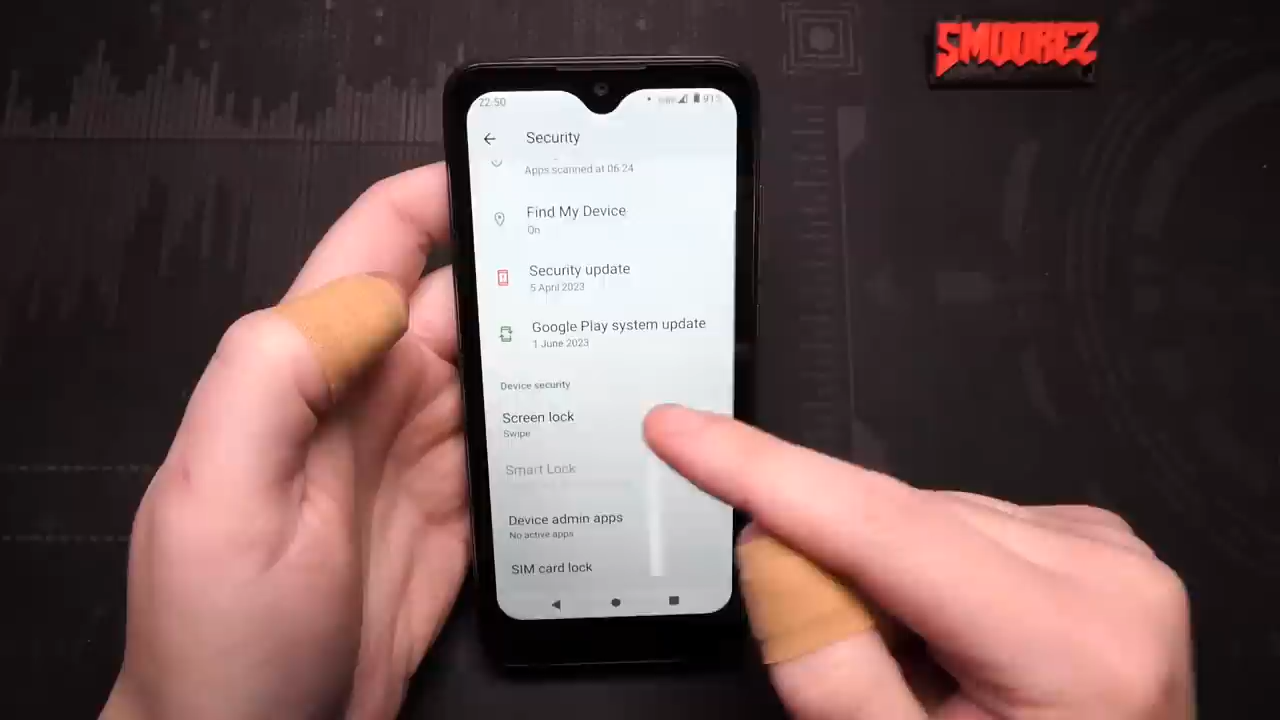 SMOOREZ
22:50
Security
Apps scanned at 06 24
Find My Device
On
Security update
5 April 2023
Google Play system update
1 June 2023
Device security
Screen lock
Swipe
Smart Lock
Device admin apps
No active apps
SIM card lock